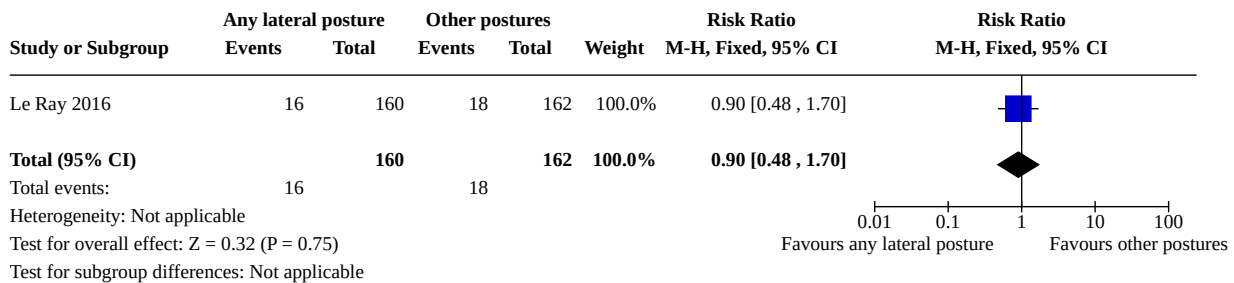 Any lateral posture Other postures Risk Ratio Risk Ratio
Study or Subgroup Events Total Events Total Weight M-H, Fixed, 95% CI M-H, Fixed, 95% CI
Le Ray 2016 16 160 18 162 100.0% 0.90 [0.48 , 1.70]
Total (95% CI) 160 162 100.0% 0.90 [0.48 , 1.70]
Total events: 16 18
Heterogeneity: Not applicable
0.01 0.1 1 10 100
Test for overall effect: Z = 0.32 (P = 0.75) Favours any lateral posture Favours other postures
Test for subgroup differences: Not applicable